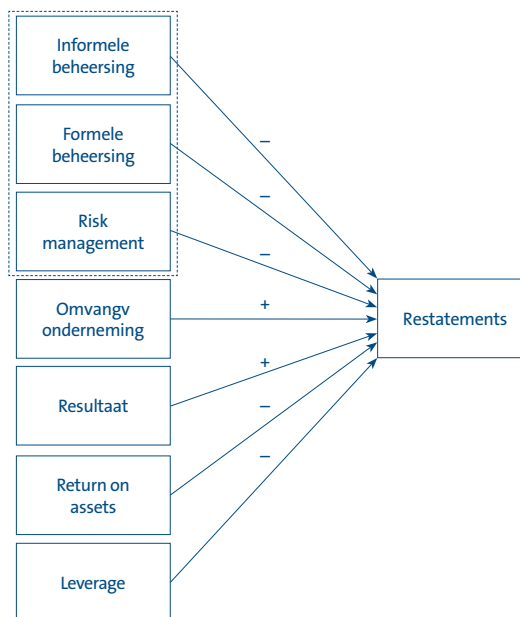 Informele
beheersing
–
Formele
beheersing
–
Risk
management
–
Omvangv
onderneming
+
Restatements
Resultaat
+
–
Return on
assets
–
Leverage